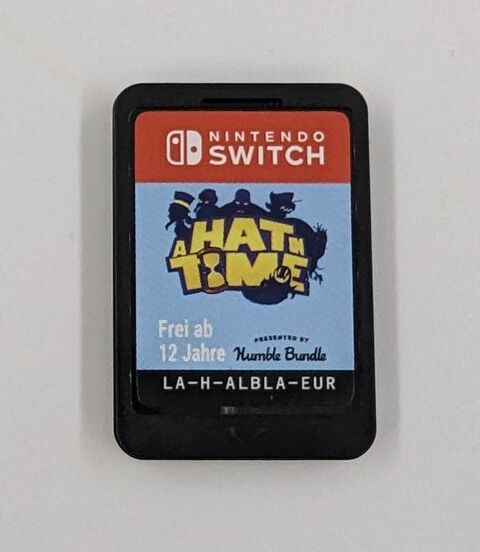 NINTENDO
SWITCH
A HAT IN
TIME
Frei ab
12 Jahre
PRESENTED BY
Humble Bundle
LA-H-ALBLA-EUR